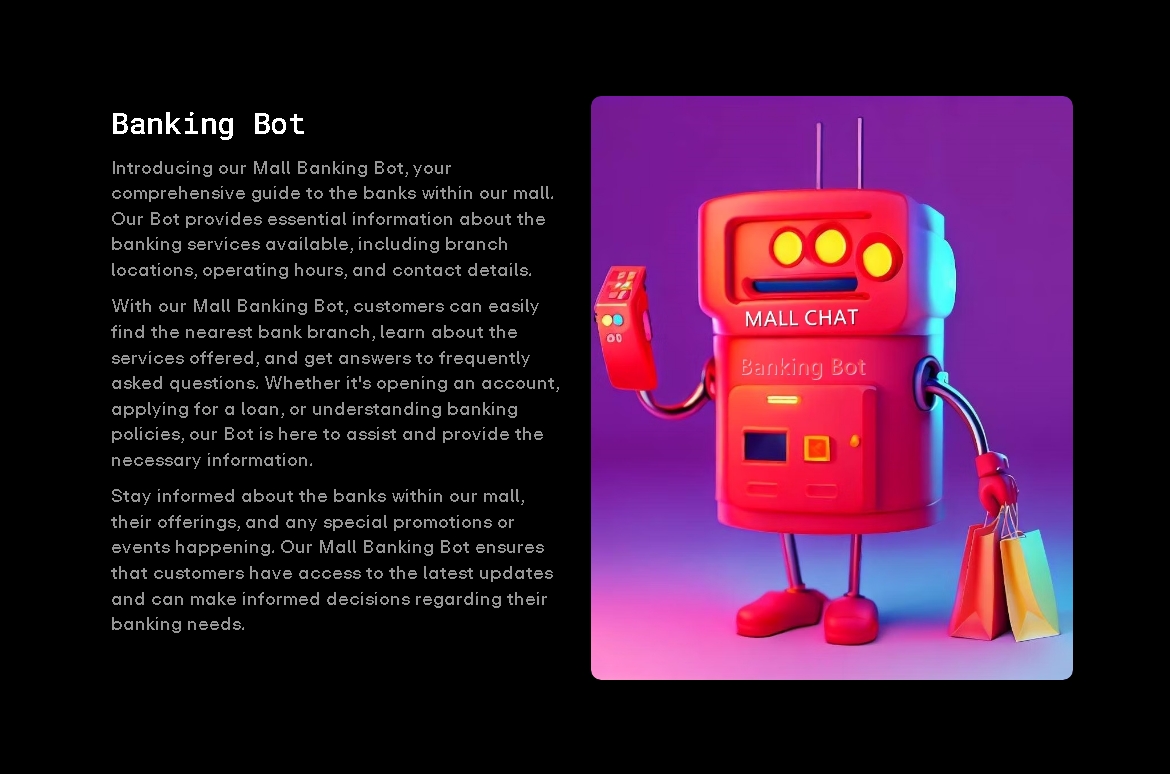 Banking Bot
Introducing our Mall Banking Bot, your
comprehensive guide to the banks within our mall.
Our Bot provides essential information about the
banking services available, including branch
locations, operating hours, and contact details.
With our Mall Banking Bot, customers can easily
find the nearest bank branch, learn about the
services offered, and get answers to frequently
asked questions. Whether it's opening an account,
applying for a loan, or understanding banking
policies, our Bot is here to assist and provide the
necessary information.
Stay informed about the banks within our mall,
their offerings, and any special promotions or
events happening. Our Mall Banking Bot ensures
that customers have access to the latest updates
and can make informed decisions regarding their
banking needs.
MALL CHAT
Banking Bot